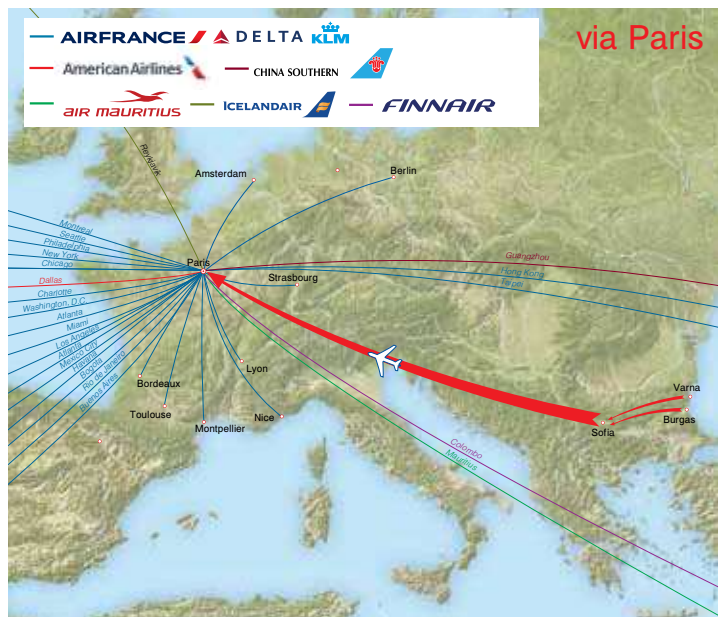 via Paris
AIRFRANCE DELTA KLM
American Airlines CHINA SOUTHERN
AIR MAURITIUS ICELANDAIR FINNAIR
Reykjavik
Amsterdam
Berlin
Montreal
Seattle
Philadelphia
New York
Chicago
Paris
Guangzhou
Hong Kong
Taipei
Strasbourg
Dallas
Charlotte
Washington, D.C.
Atlanta
Miami
Los Angeles
Atlanta
Mexico City
Havana
Bogota
Rio de Janeiro
Buenos Aires
Lyon
Bordeaux
Toulouse
Montpellier
Nice
Varna
Burgas
Sofia
Colombo
Mauritius